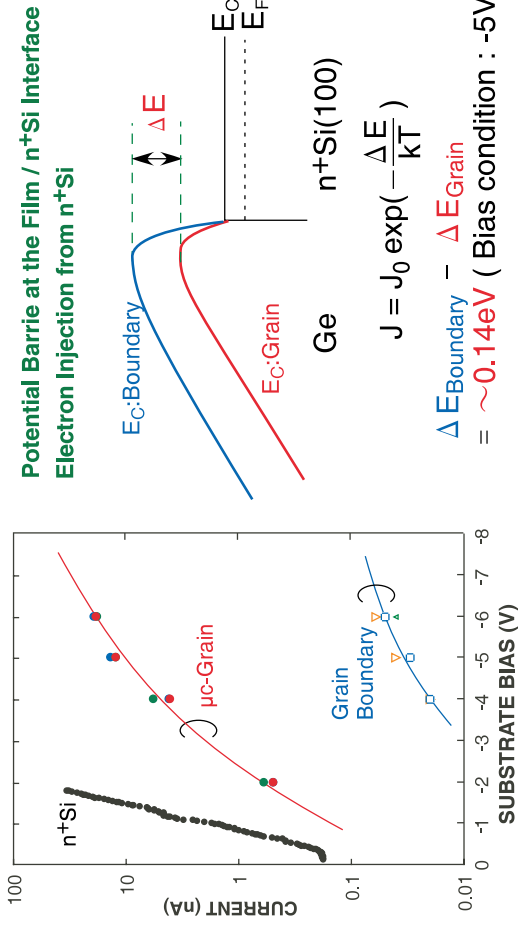 100
10
1
0.1
0.01
CURRENT (nA)
0
-1
-2
-3
-4
-5
-6
-7
-8
SUBSTRATE BIAS (V)
n+Si
μc-Grain
Grain
Boundary
Potential Barrie at the Film / n+Si Interface
Electron Injection from n+Si
EC:Boundary
EC:Grain
ΔE
EC
EF
Ge
n+Si(100)
J = J0 exp(−ΔE/kT)
ΔEBoundary − ΔEGrain
= ~0.14eV ( Bias condition : -5V